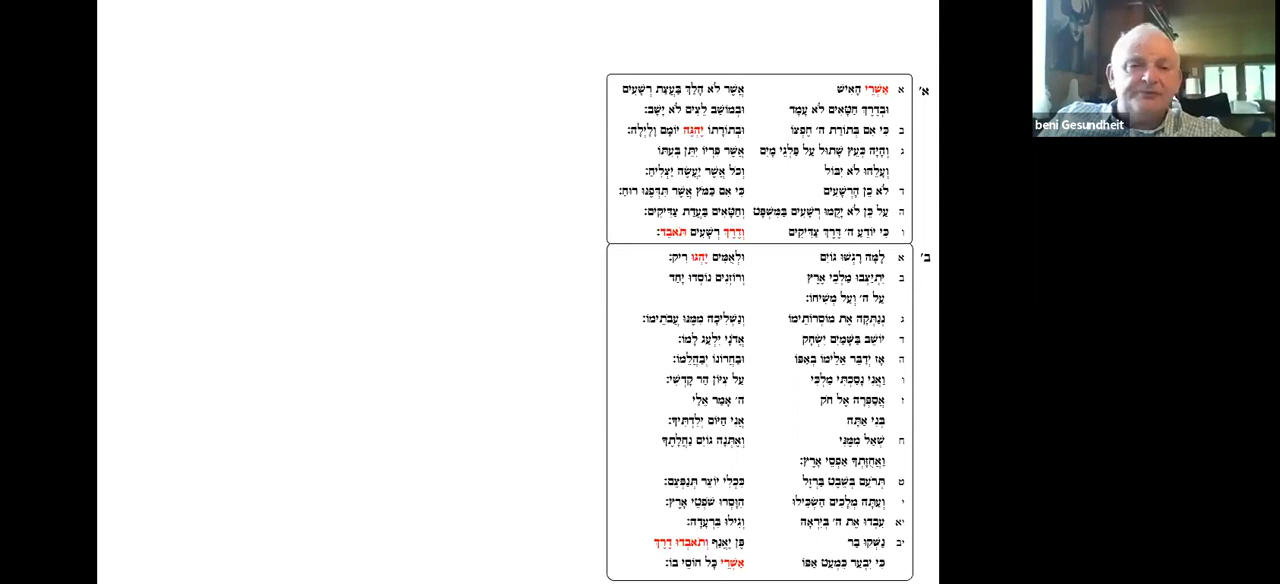 א׳
א אַשְׁרֵי הָאִישׁ אֲשֶׁר לֹא הָלַךְ בַּעֲצַת רְשָׁעִים
וּבְדֶרֶךְ חַטָּאִים לֹא עָמָד וּבְמוֹשַׁב לֵצִים לֹא יָשָׁב:
ב כִּי אִם בְּתוֹרַת ה׳ חֶפְצוֹ וּבְתוֹרָתוֹ יֶהְגֶּה יוֹמָם וָלָיְלָה:
ג וְהָיָה כְּעֵץ שָׁתוּל עַל פַּלְגֵי מָיִם אֲשֶׁר פִּרְיוֹ יִתֵּן בְּעִתּוֹ
וְעָלֵהוּ לֹא יִבּוֹל וְכֹל אֲשֶׁר יַעֲשֶׂה יַצְלִיחַ:
ד לֹא כֵן הָרְשָׁעִים כִּי אִם כַּמֹּץ אֲשֶׁר תִּדְּפֶנּוּ רוּחַ:
ה עַל כֵּן לֹא יָקֻמוּ רְשָׁעִים בַּמִּשְׁפָּט וְחַטָּאִים בַּעֲדַת צַדִּיקִים:
ו כִּי יוֹדֵעַ ה׳ דֶּרֶךְ צַדִּיקִים וְדֶרֶךְ רְשָׁעִים תֹּאבֵד:
ב׳
א לָמָּה רָגְשׁוּ גוֹיִם וּלְאֻמִּים יֶהְגּוּ רִיק:
ב יִתְיַצְּבוּ מַלְכֵי אֶרֶץ וְרוֹזְנִים נוֹסְדוּ יָחַד
עַל ה׳ וְעַל מְשִׁיחוֹ:
ג נְנַתְּקָה אֶת מוֹסְרוֹתֵימוֹ וְנַשְׁלִיכָה מִמֶּנּוּ עֲבֹתֵימוֹ:
ד יוֹשֵׁב בַּשָּׁמַיִם יִשְׂחָק אֲדֹנָי יִלְעַג לָמוֹ:
ה אָז יְדַבֵּר אֵלֵימוֹ בְאַפּוֹ וּבַחֲרוֹנוֹ יְבַהֲלֵמוֹ:
ו וַאֲנִי נָסַכְתִּי מַלְכִּי עַל צִיּוֹן הַר קָדְשִׁי:
ז אֲסַפְּרָה אֶל חֹק ה׳ אָמַר אֵלַי
בְּנִי אַתָּה אֲנִי הַיּוֹם יְלִדְתִּיךָ:
ח שְׁאַל מִמֶּנִּי וְאֶתְּנָה גוֹיִם נַחֲלָתֶךָ
וַאֲחֻזָּתְךָ אַפְסֵי אָרֶץ:
ט תְּרֹעֵם בְּשֵׁבֶט בַּרְזֶל כִּכְלִי יוֹצֵר תְּנַפְּצֵם:
י וְעַתָּה מְלָכִים הַשְׂכִּילוּ הִוָּסְרוּ שֹׁפְטֵי אָרֶץ:
יא עִבְדוּ אֶת ה׳ בְּיִרְאָה וְגִילוּ בִּרְעָדָה:
יב נַשְּׁקוּ בַר פֶּן יֶאֱנַף וְתֹאבְדוּ דֶרֶךְ
כִּי יִבְעַר כִּמְעַט אַפּוֹ אַשְׁרֵי כָּל חוֹסֵי בוֹ:
beni Gesundheit